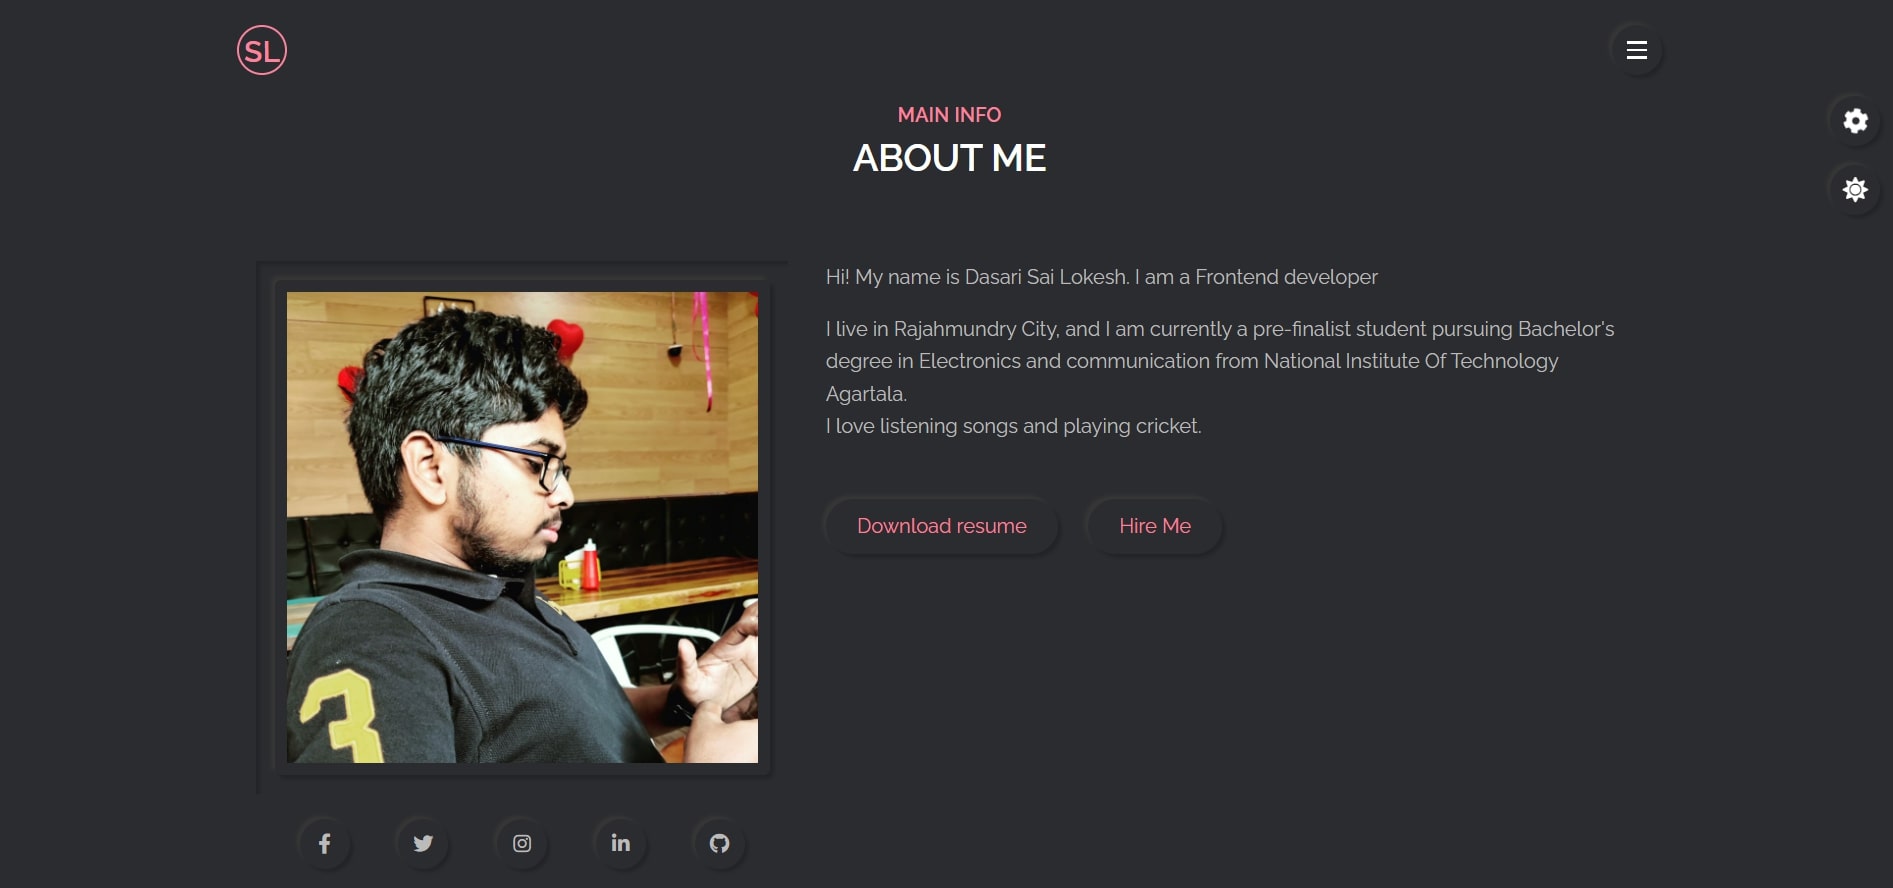 SL
MAIN INFO
ABOUT ME
Hi! My name is Dasari Sai Lokesh. I am a Frontend developer
I live in Rajahmundry City, and I am currently a pre-finalist student pursuing Bachelor's
degree in Electronics and communication from National Institute Of Technology
Agartala.
I love listening songs and playing cricket.
Download resume
Hire Me
3